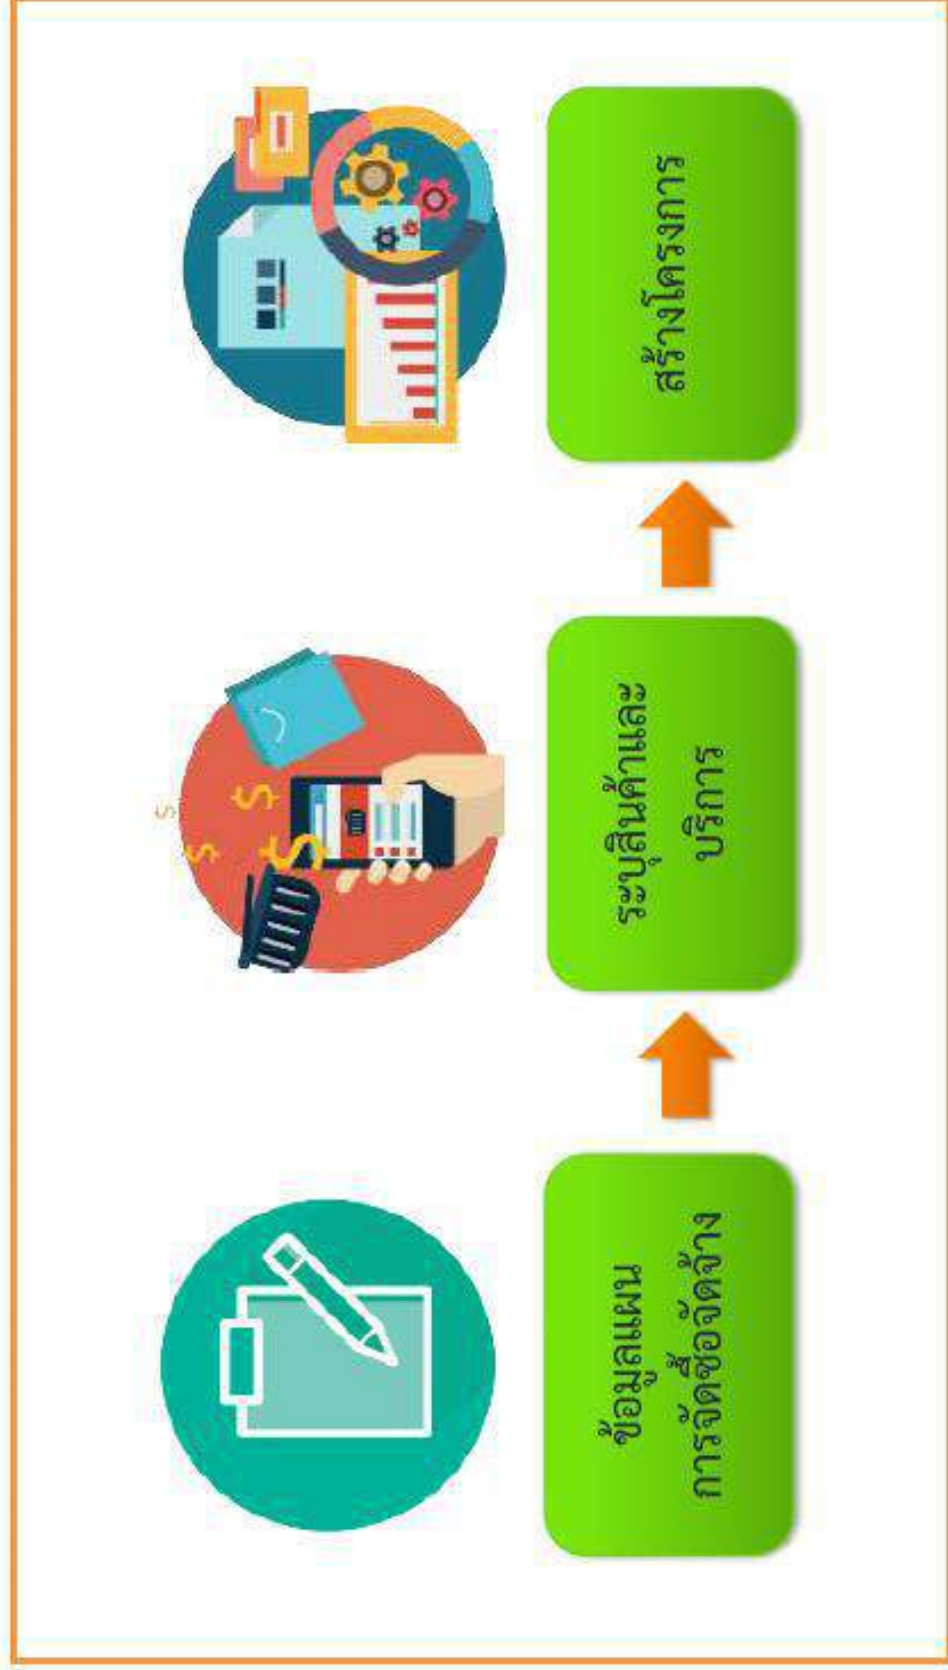 ข้อมูลแผน
การจัดซื้อจัดจ้าง
ระบุสินค้าและ
บริการ
สร้างโครงการ